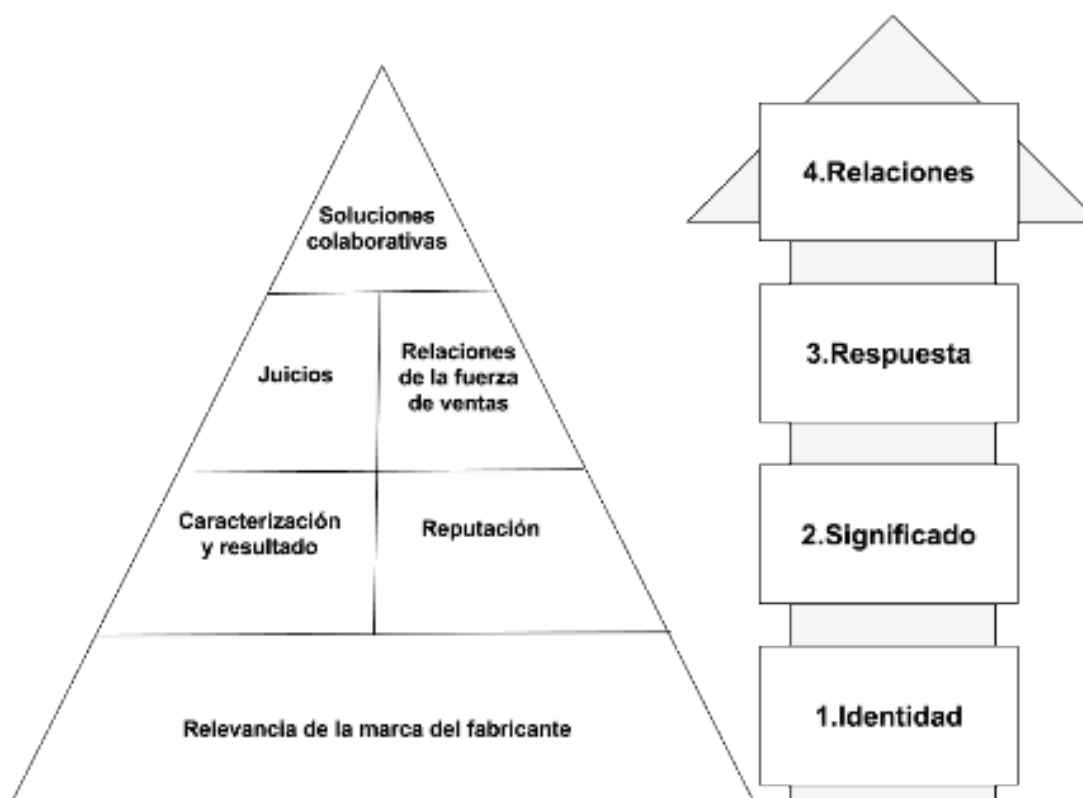 Soluciones
colaborativas
Juicios
Relaciones
de la fuerza
de ventas
Caracterización
y resultado
Reputación
Relevancia de la marca del fabricante
4.Relaciones
3.Respuesta
2.Significado
1.Identidad